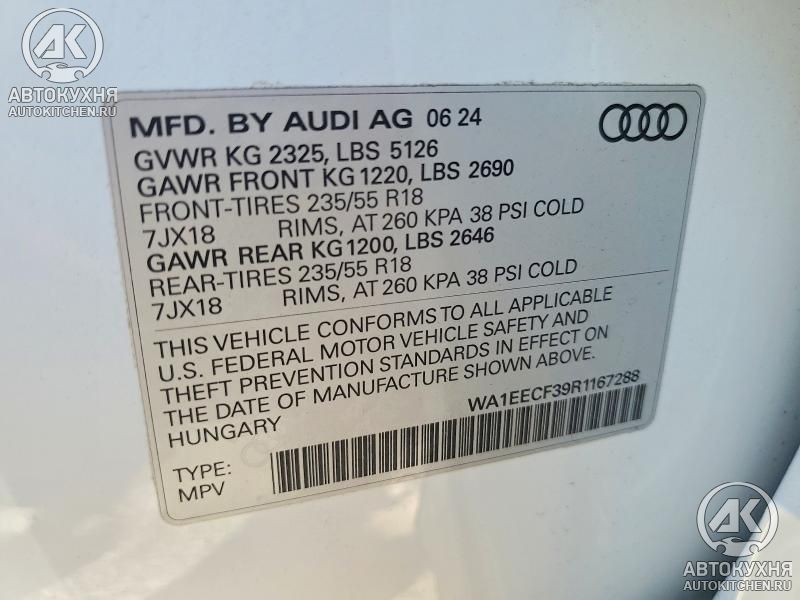 АК
АВТОКУХНЯ
AUTOKITCHEN.RU
MFD. BY AUDI AG 06 24
GVWR KG 2325, LBS 5126
GAWR FRONT KG 1220, LBS 2690
FRONT-TIRES 235/55 R18
7JX18 RIMS, AT 260 KPA 38 PSI COLD
GAWR REAR KG 1200, LBS 2646
REAR-TIRES 235/55 R18
7JX18 RIMS, AT 260 KPA 38 PSI COLD
THIS VEHICLE CONFORMS TO ALL APPLICABLE
U.S. FEDERAL MOTOR VEHICLE SAFETY AND
THEFT PREVENTION STANDARDS IN EFFECT ON
THE DATE OF MANUFACTURE SHOWN ABOVE.
HUNGARY
WA1EECF39R1167288
TYPE:
MPV
АК
АВТОКУХНЯ
AUTOKITCHEN.RU